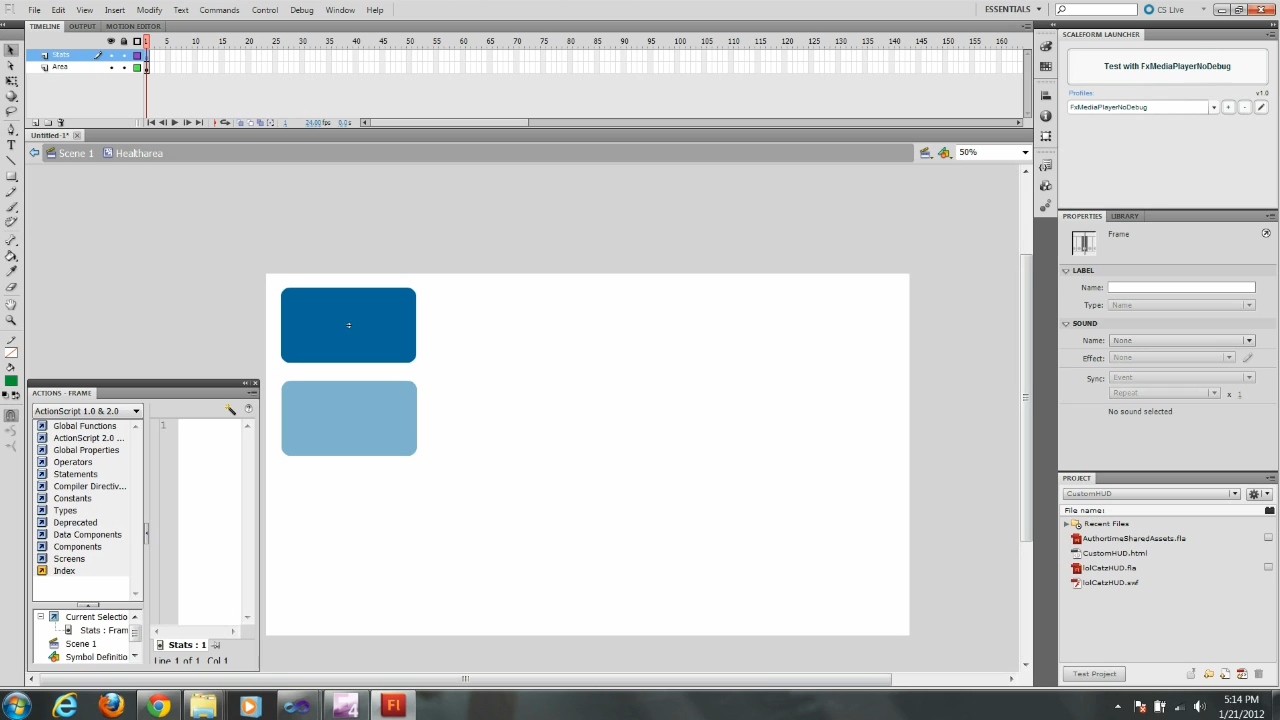 Fl File Edit View Insert Modify Text Commands Control Debug Window Help ESSENTIALS CS Live
TIMELINE OUTPUT MOTION EDITOR
5 10 15 20 25 30 35 40 45 50 55 60 65 70 75 80 85 90 95 100 105 110 115 120 125 130 135 140 145 150 155 160
Stats
Area
1 24.00 fps 0.0s
Untitled-1*
Scene 1 Healtharea 50%
SCALEFORM LAUNCHER
Test with FxMediaPlayerNoDebug
Profiles: v1.0
FxMediaPlayerNoDebug + -
PROPERTIES LIBRARY
Frame
LABEL
Name:
Type: Name
SOUND
Name: None
Effect: None
Sync: Event
Repeat x 1
No sound selected
ACTIONS - FRAME
ActionScript 1.0 & 2.0
Global Functions
ActionScript 2.0 ...
Global Properties
Operators
Statements
Compiler Directiv...
Constants
Types
Deprecated
Data Components
Components
Screens
Index
1
Current Selectio
Stats : Fram
Scene 1
Symbol Definitio
Stats : 1
Line 1 of 1, Col 1
PROJECT
CustomHUD
File name:
Recent Files
AuthortimeSharedAssets.fla
CustomHUD.html
lolCatzHUD.fla
lolCatzHUD.swf
Test Project
Fl
5:14 PM
1/21/2012